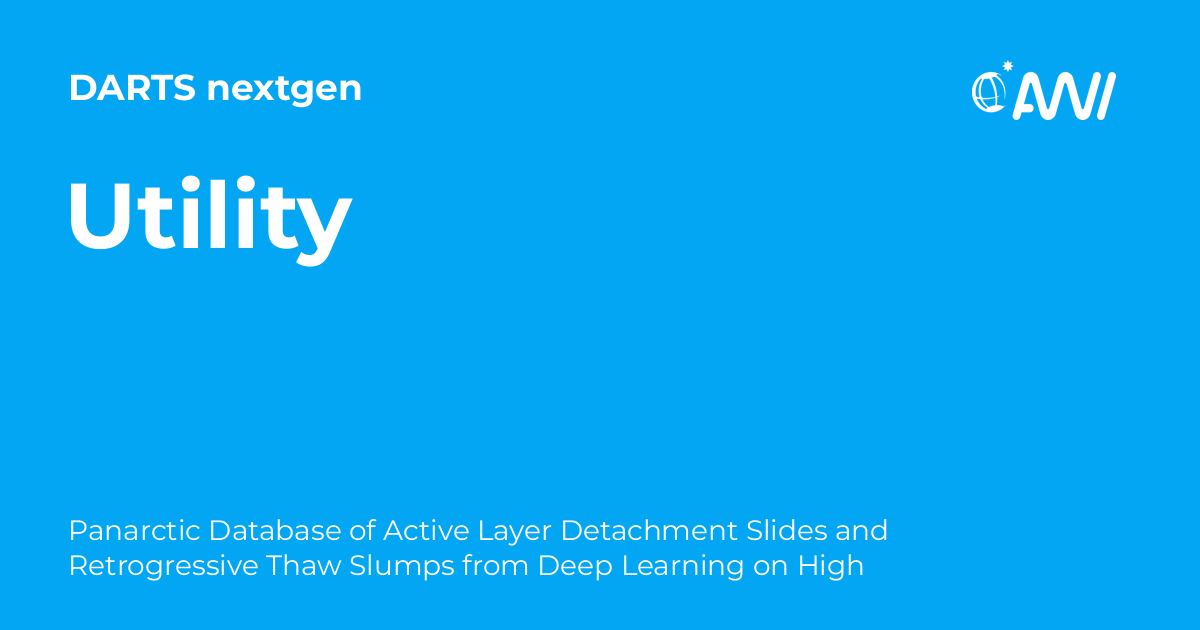 DARTS nextgen
AWI
Utility
Panarctic Database of Active Layer Detachment Slides and
Retrogressive Thaw Slumps from Deep Learning on High